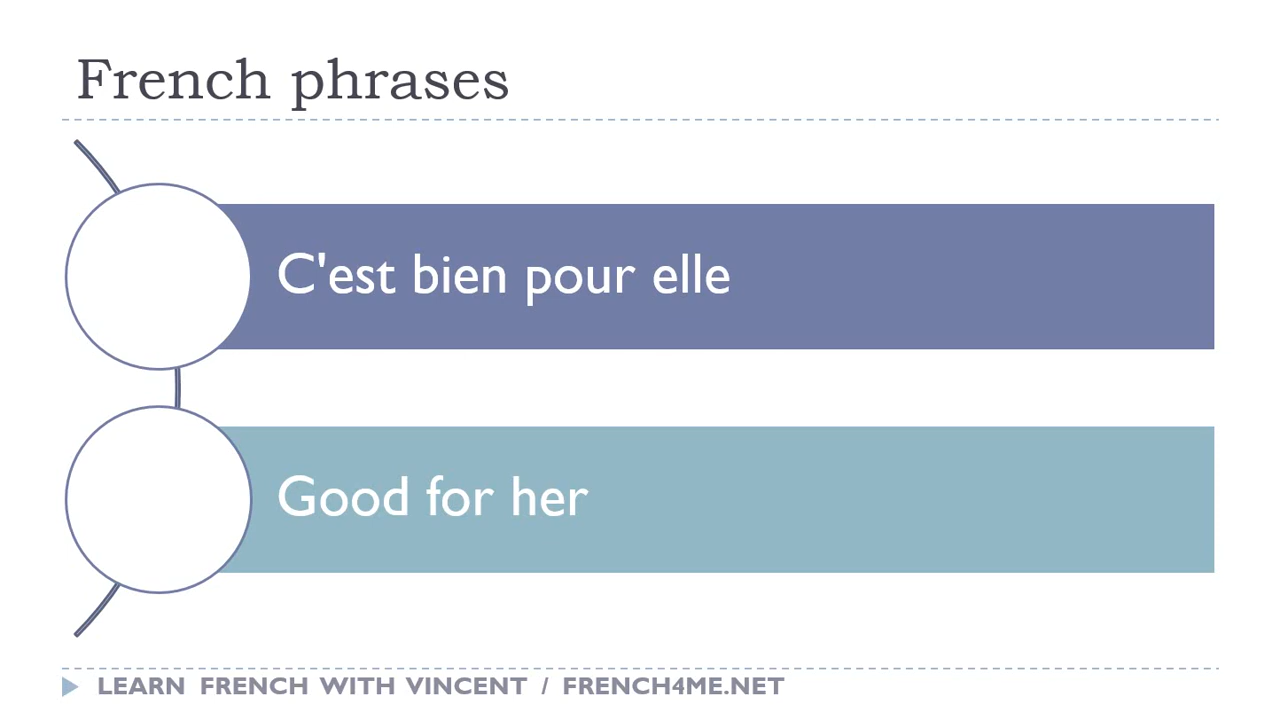 French phrases
C'est bien pour elle
Good for her
LEARN FRENCH WITH VINCENT / FRENCH4ME.NET